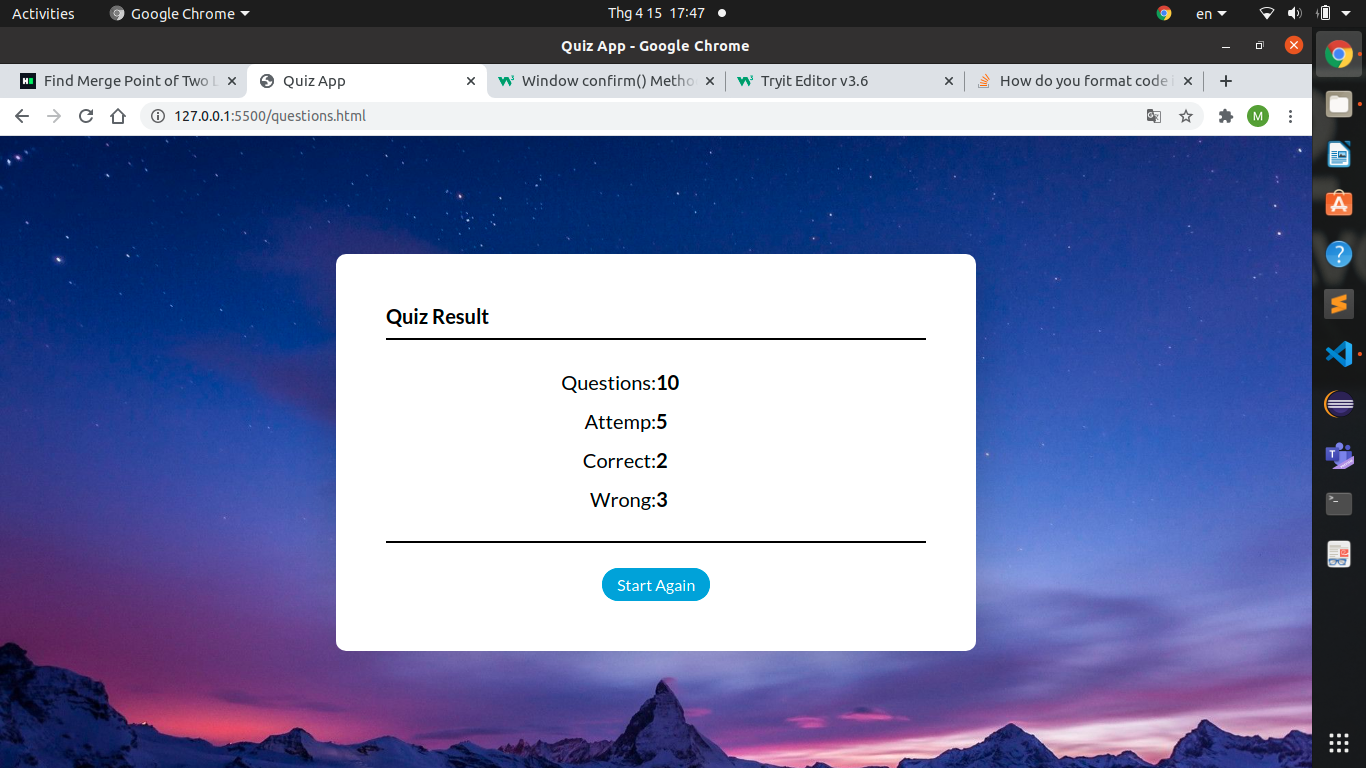 Activities
Google Chrome
Thg 4 15 17:47
en
Quiz App - Google Chrome
Find Merge Point of Two L
Quiz App
Window confirm() Metho
Tryit Editor v3.6
How do you format code i
127.0.0.1:5500/questions.html
M
Quiz Result
Questions:10
Attemp:5
Correct:2
Wrong:3
Start Again